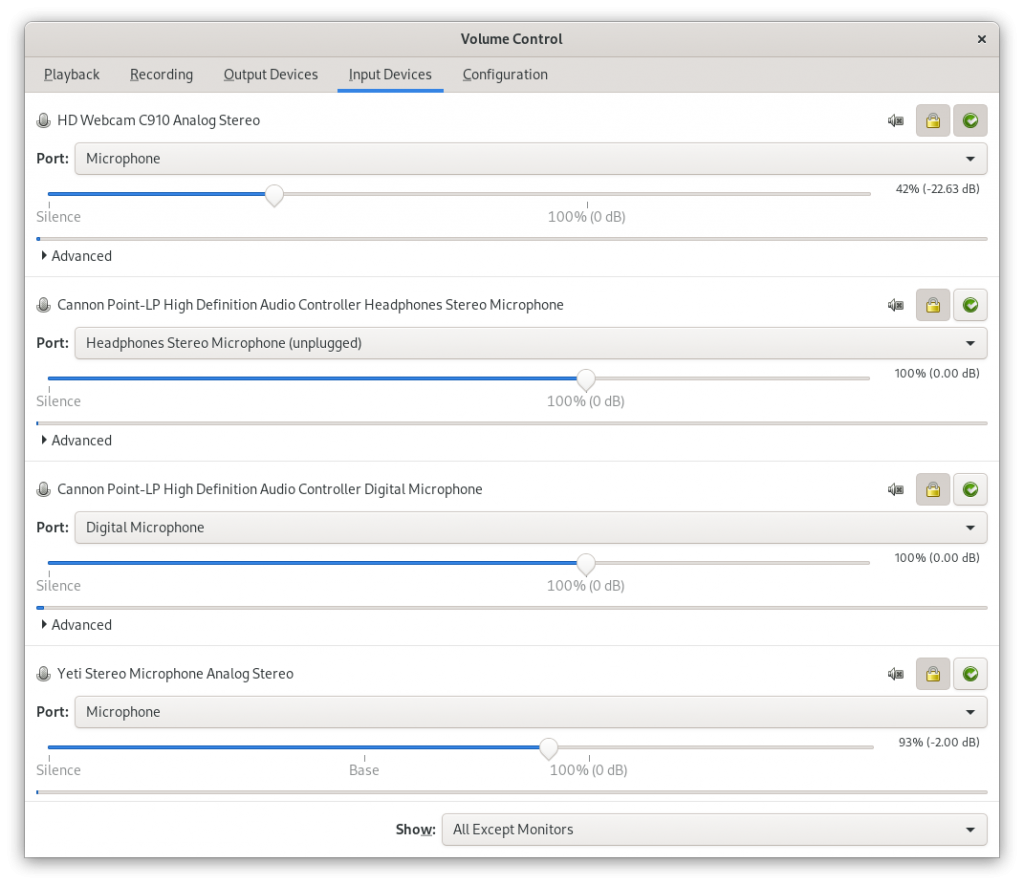 Volume Control
Playback Recording Output Devices Input Devices Configuration
HD Webcam C910 Analog Stereo
Port: Microphone
42% (-22.63 dB)
Silence 100% (0 dB)
Advanced
Cannon Point-LP High Definition Audio Controller Headphones Stereo Microphone
Port: Headphones Stereo Microphone (unplugged)
100% (0.00 dB)
Silence 100% (0 dB)
Advanced
Cannon Point-LP High Definition Audio Controller Digital Microphone
Port: Digital Microphone
100% (0.00 dB)
Silence 100% (0 dB)
Advanced
Yeti Stereo Microphone Analog Stereo
Port: Microphone
93% (-2.00 dB)
Silence Base 100% (0 dB)
Show: All Except Monitors